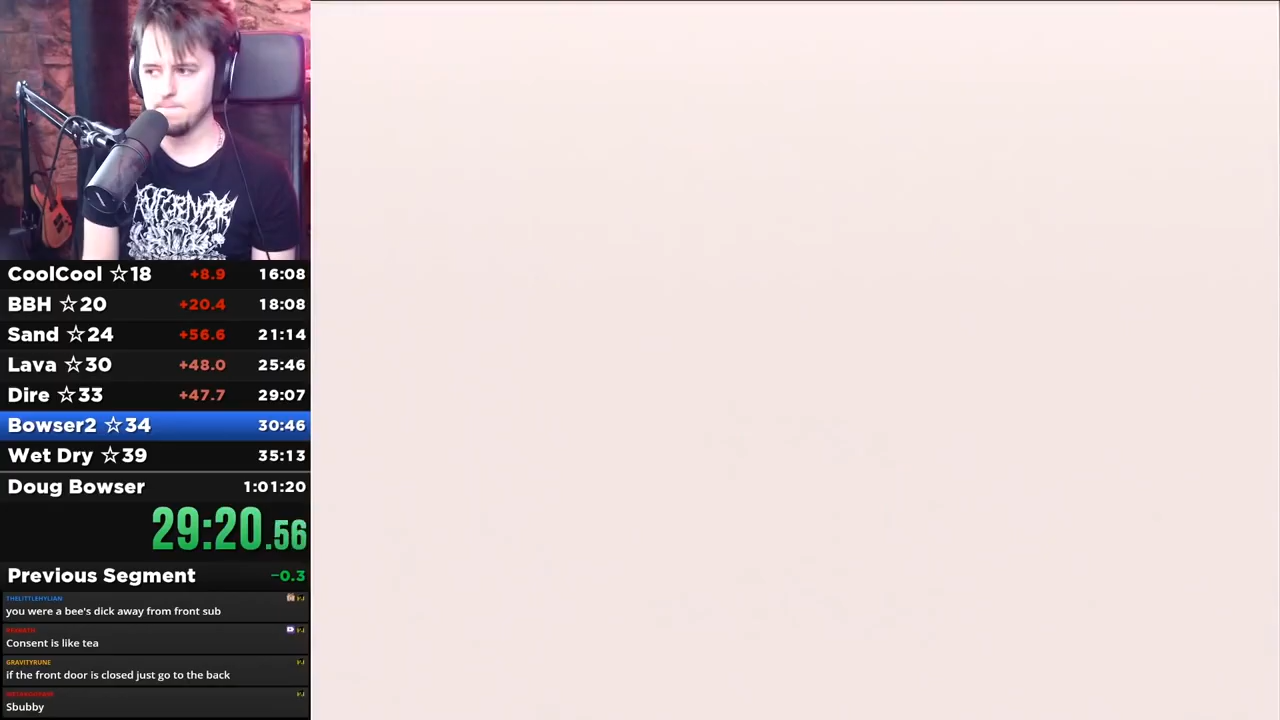 CoolCool ☆18 +8.9 16:08
BBH ☆20 +20.4 18:08
Sand ☆24 +56.6 21:14
Lava ☆30 +48.0 25:46
Dire ☆33 +47.7 29:07
Bowser2 ☆34 30:46
Wet Dry ☆39 35:13
Doug Bowser 1:01:20
29:20.56
Previous Segment −0.3
THELITTLEHYLIAN
you were a bee's dick away from front sub
Consent is like tea
GRAVITYRUNE
if the front door is closed just go to the back
Sbubby